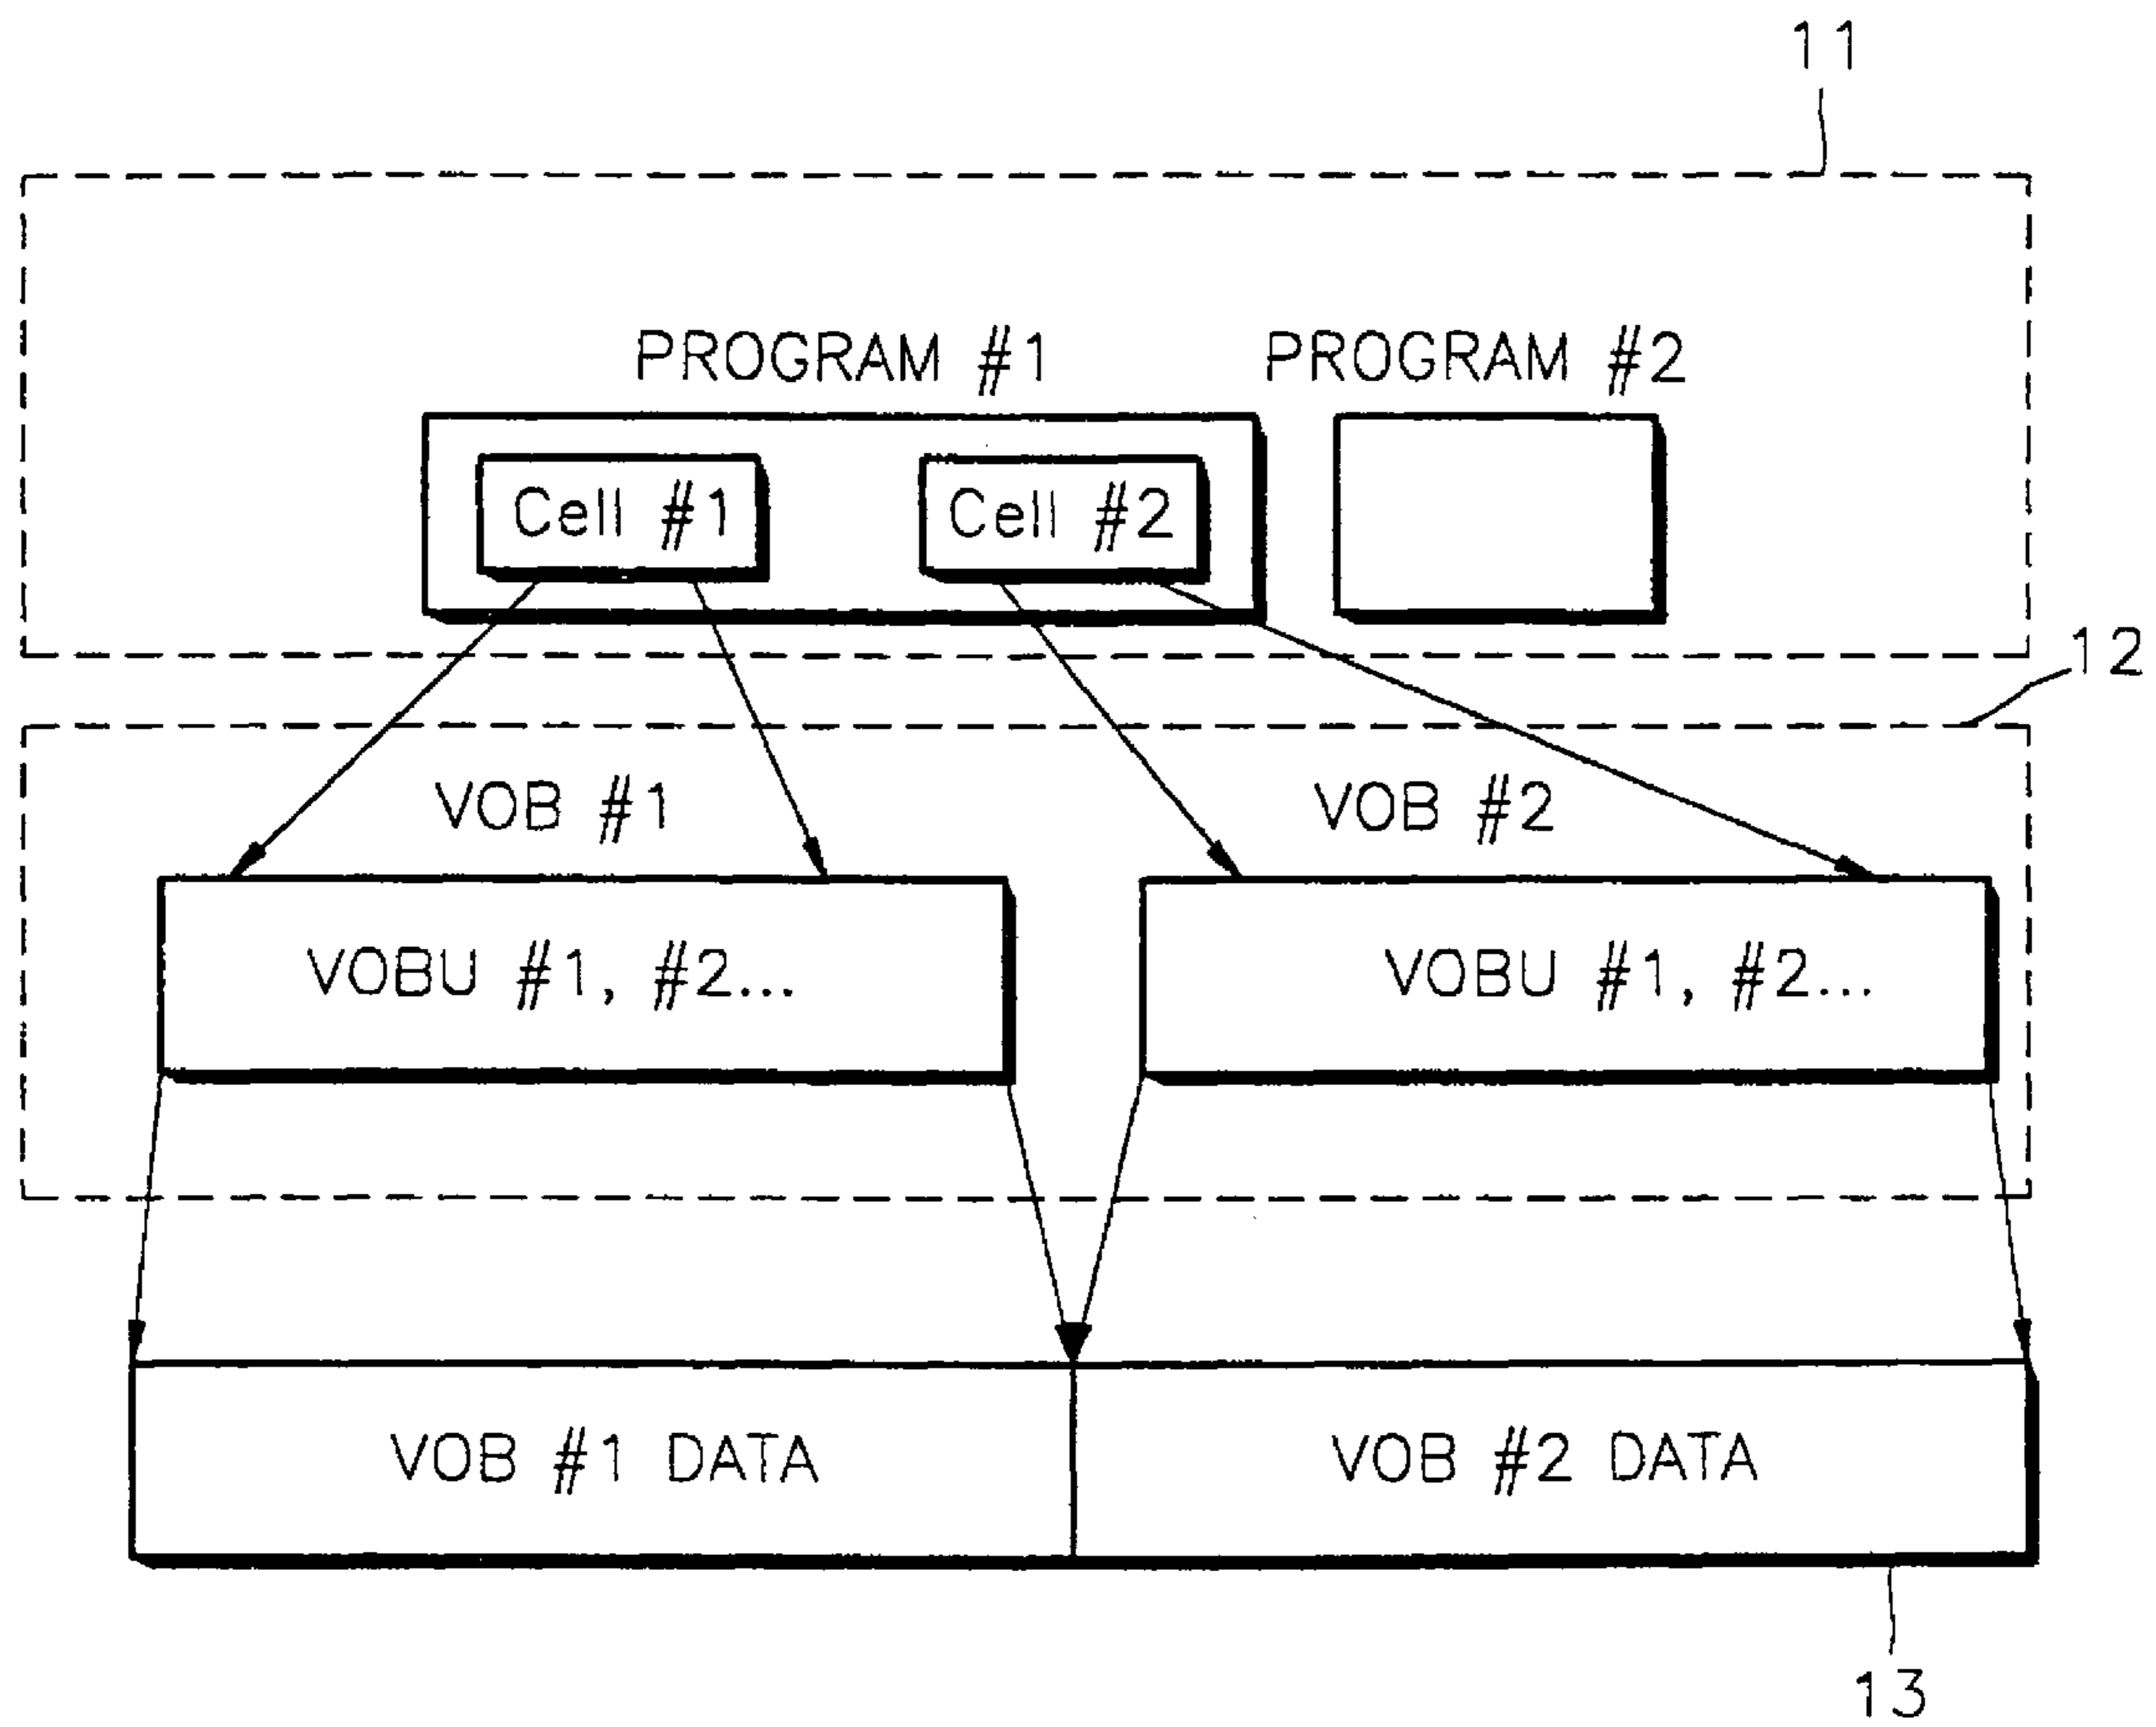 11
PROGRAM #1 PROGRAM #2
Cell #1 Cell #2
12
VOB #1 VOB #2
VOBU #1, #2... VOBU #1, #2...
VOB #1 DATA VOB #2 DATA
13